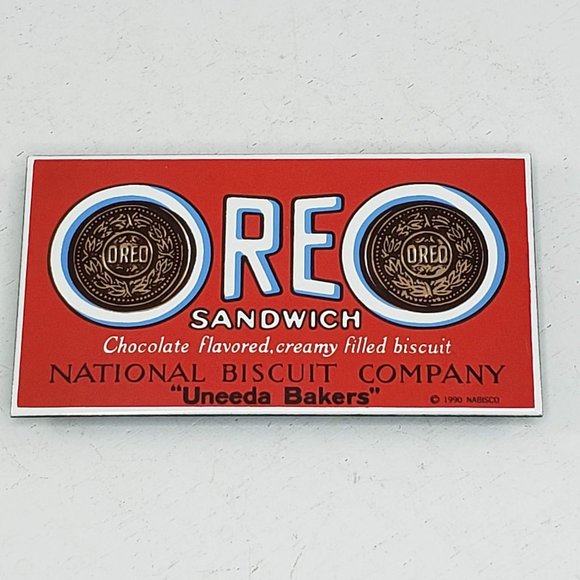 OREO
OREO
OREO
SANDWICH
Chocolate flavored, creamy filled biscuit
NATIONAL BISCUIT COMPANY
"Uneeda Bakers"
© 1990 NABISCO